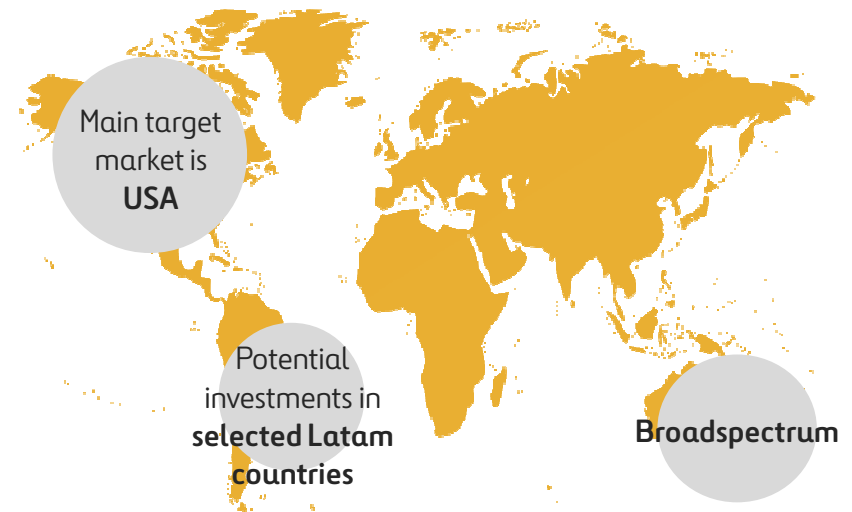 Main target
market is
USA
Potential
investments in
selected Latam
countries
Broadspectrum